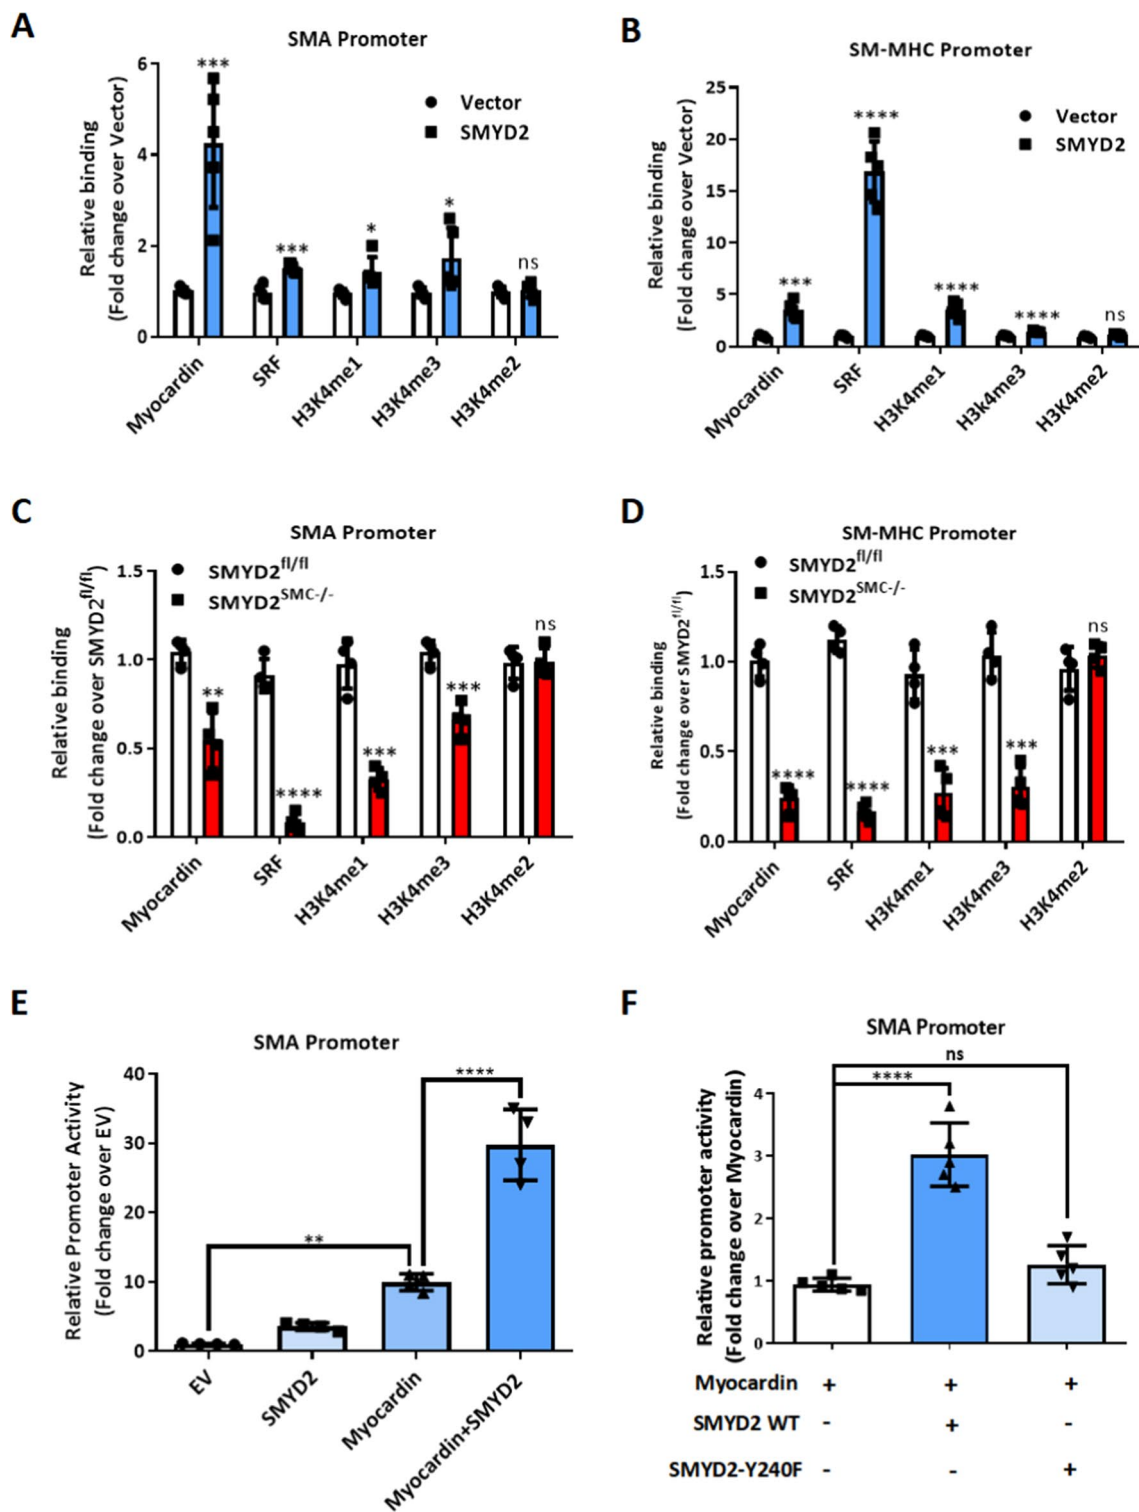 A
SMA Promoter
Relative binding
(Fold change over Vector)
6
4
2
0
Vector
SMYD2
***
***
*
*
ns
Myocardin
SRF
H3K4me1
H3K4me3
H3K4me2
B
SM-MHC Promoter
Relative binding
(Fold change over Vector)
25
20
15
10
5
0
Vector
SMYD2
***
****
****
****
ns
Myocardin
SRF
H3K4me1
H3K4me3
H3K4me2
C
SMA Promoter
Relative binding
(Fold change over SMYD2fl/fl)
1.5
1.0
0.5
0.0
SMYD2fl/fl
SMYD2SMC-/-
**
****
***
***
ns
Myocardin
SRF
H3K4me1
H3K4me3
H3K4me2
D
SM-MHC Promoter
Relative binding
(Fold change over SMYD2fl/fl)
1.5
1.0
0.5
0.0
SMYD2fl/fl
SMYD2SMC-/-
****
****
***
***
ns
Myocardin
SRF
H3K4me1
H3K4me3
H3K4me2
E
SMA Promoter
Relative Promoter Activity
(Fold change over EV)
40
30
20
10
0
**
****
EV
SMYD2
Myocardin
Myocardin+SMYD2
F
SMA Promoter
Relative promoter activity
(Fold change over Myocardin)
4
3
2
1
0
ns
****
Myocardin + + +
SMYD2 WT - + -
SMYD2-Y240F - - +